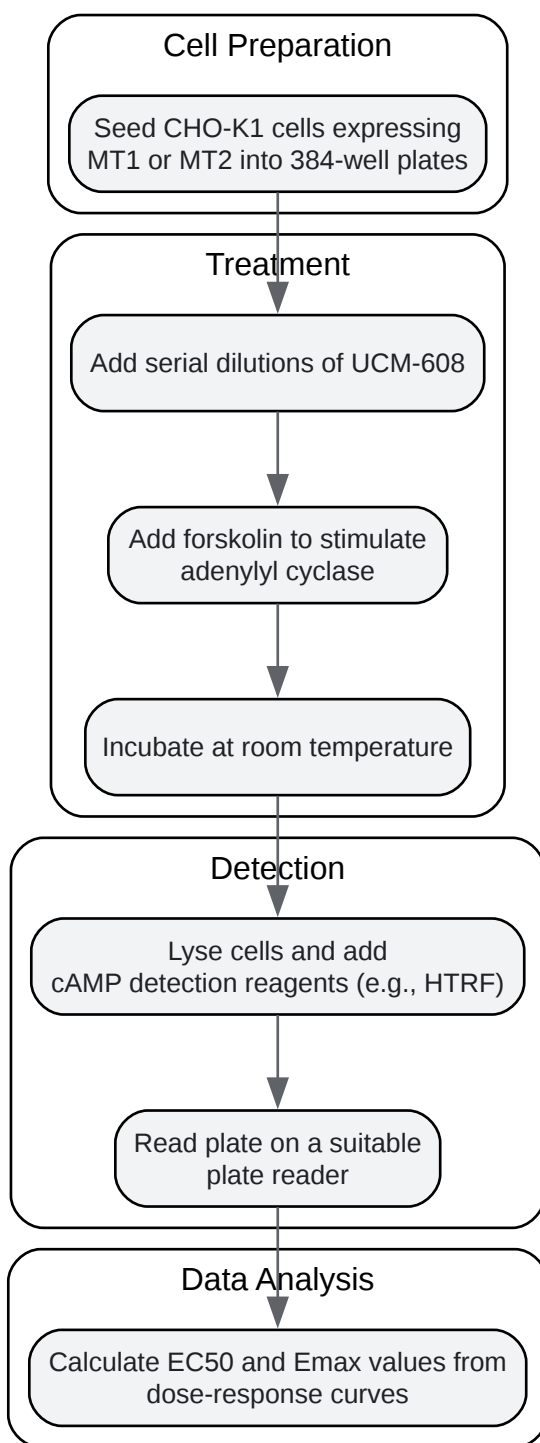 Cell Preparation
Seed CHO-K1 cells expressing
MT1 or MT2 into 384-well plates
Treatment
Add serial dilutions of UCM-608
Add forskolin to stimulate
adenylyl cyclase
Incubate at room temperature
Detection
Lyse cells and add
cAMP detection reagents (e.g., HTRF)
Read plate on a suitable
plate reader
Data Analysis
Calculate EC50 and Emax values from
dose-response curves